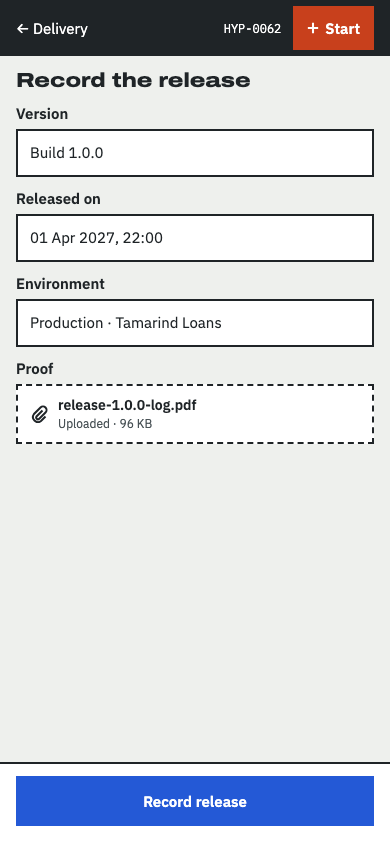 ← Delivery
HYP-0062
+ Start
Record the release
Version
Build 1.0.0
Released on
01 Apr 2027, 22:00
Environment
Production · Tamarind Loans
Proof
release-1.0.0-log.pdf
Uploaded · 96 KB
Record release